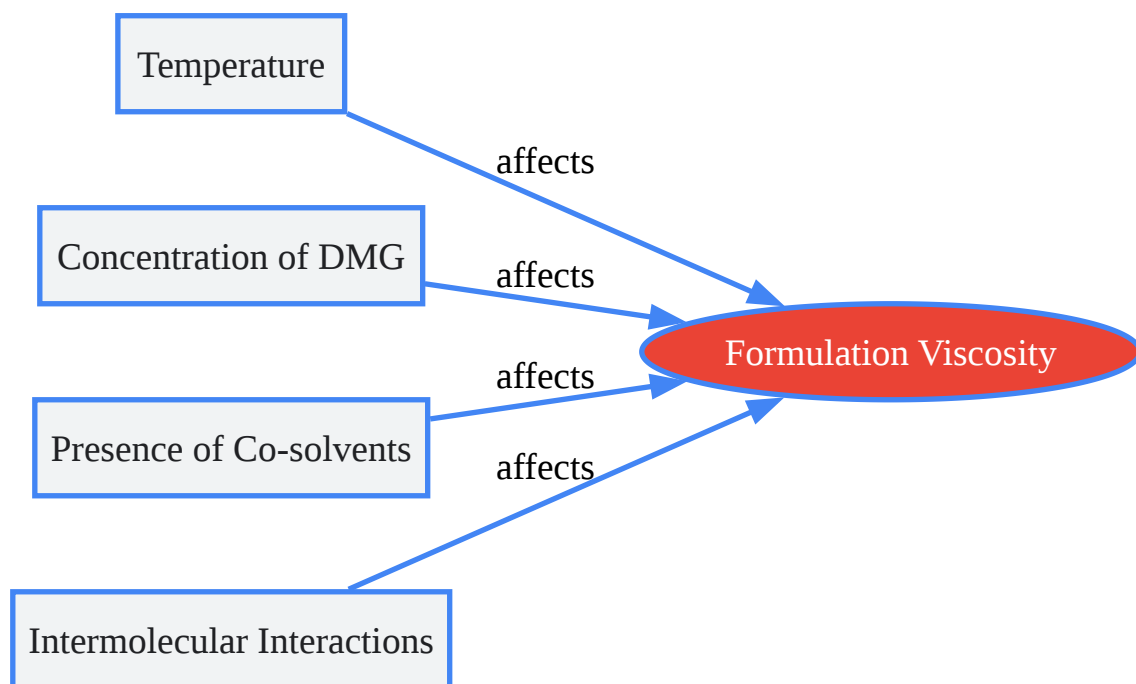 Temperature
affects
Concentration of DMG
affects
Formulation Viscosity
affects
Presence of Co-solvents
affects
Intermolecular Interactions